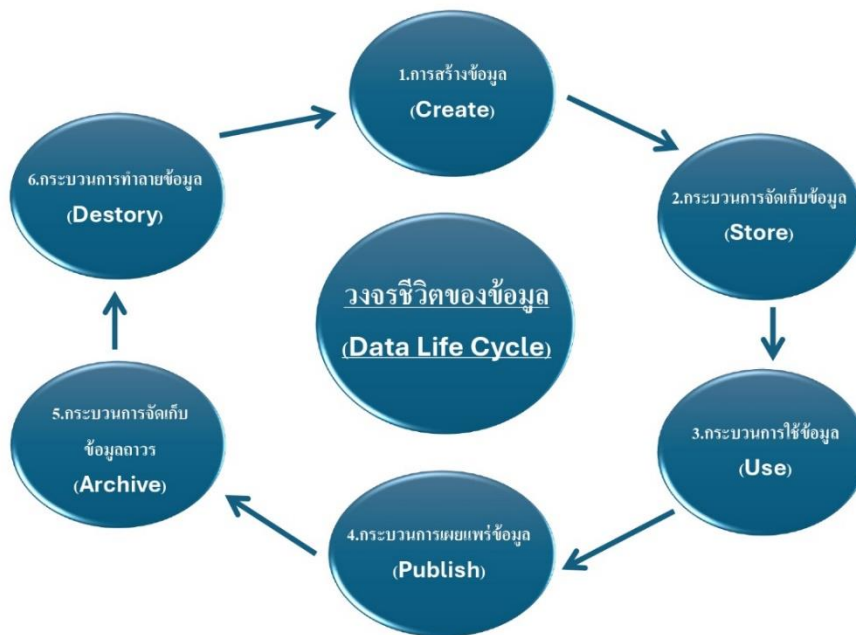 1.การสร้างข้อมูล
(Create)
2.กระบวนการจัดเก็บข้อมูล
(Store)
3.กระบวนการใช้ข้อมูล
(Use)
4.กระบวนการเผยแพร่ข้อมูล
(Publish)
5.กระบวนการจัดเก็บ
ข้อมูลถาวร
(Archive)
6.กระบวนการทำลายข้อมูล
(Destory)
วงจรชีวิตของข้อมูล
(Data Life Cycle)